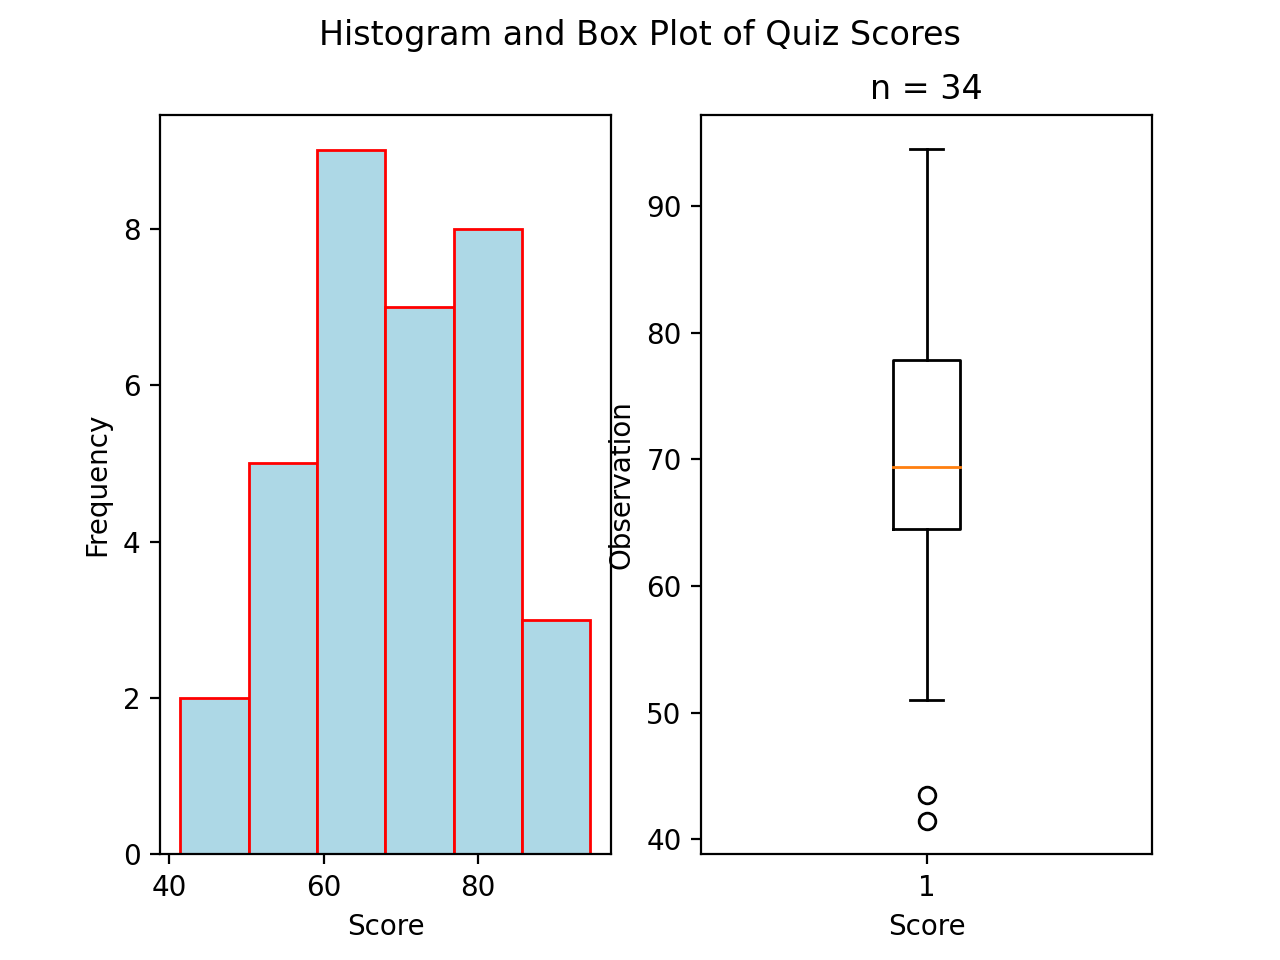 Histogram and Box Plot of Quiz Scores
Frequency
8
6
4
2
0
40 60 80
Score
n = 34
Observation
90
80
70
60
50
40
1
Score